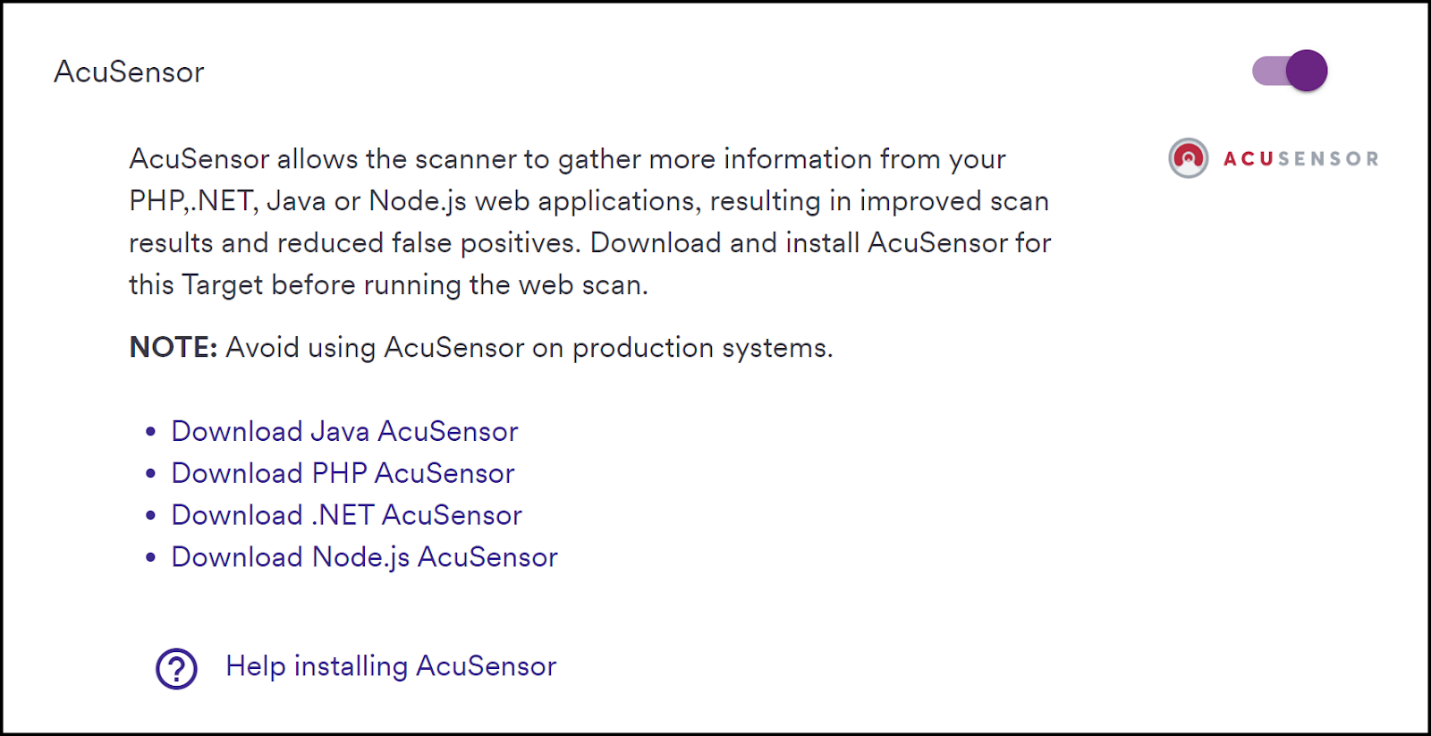 AcuSensor
AcuSensor allows the scanner to gather more information from your
PHP,.NET, Java or Node.js web applications, resulting in improved scan
results and reduced false positives. Download and install AcuSensor for
this Target before running the web scan.
ACUSENSOR
NOTE: Avoid using AcuSensor on production systems.
• Download Java AcuSensor
• Download PHP AcuSensor
• Download .NET AcuSensor
• Download Node.js AcuSensor
? Help installing AcuSensor